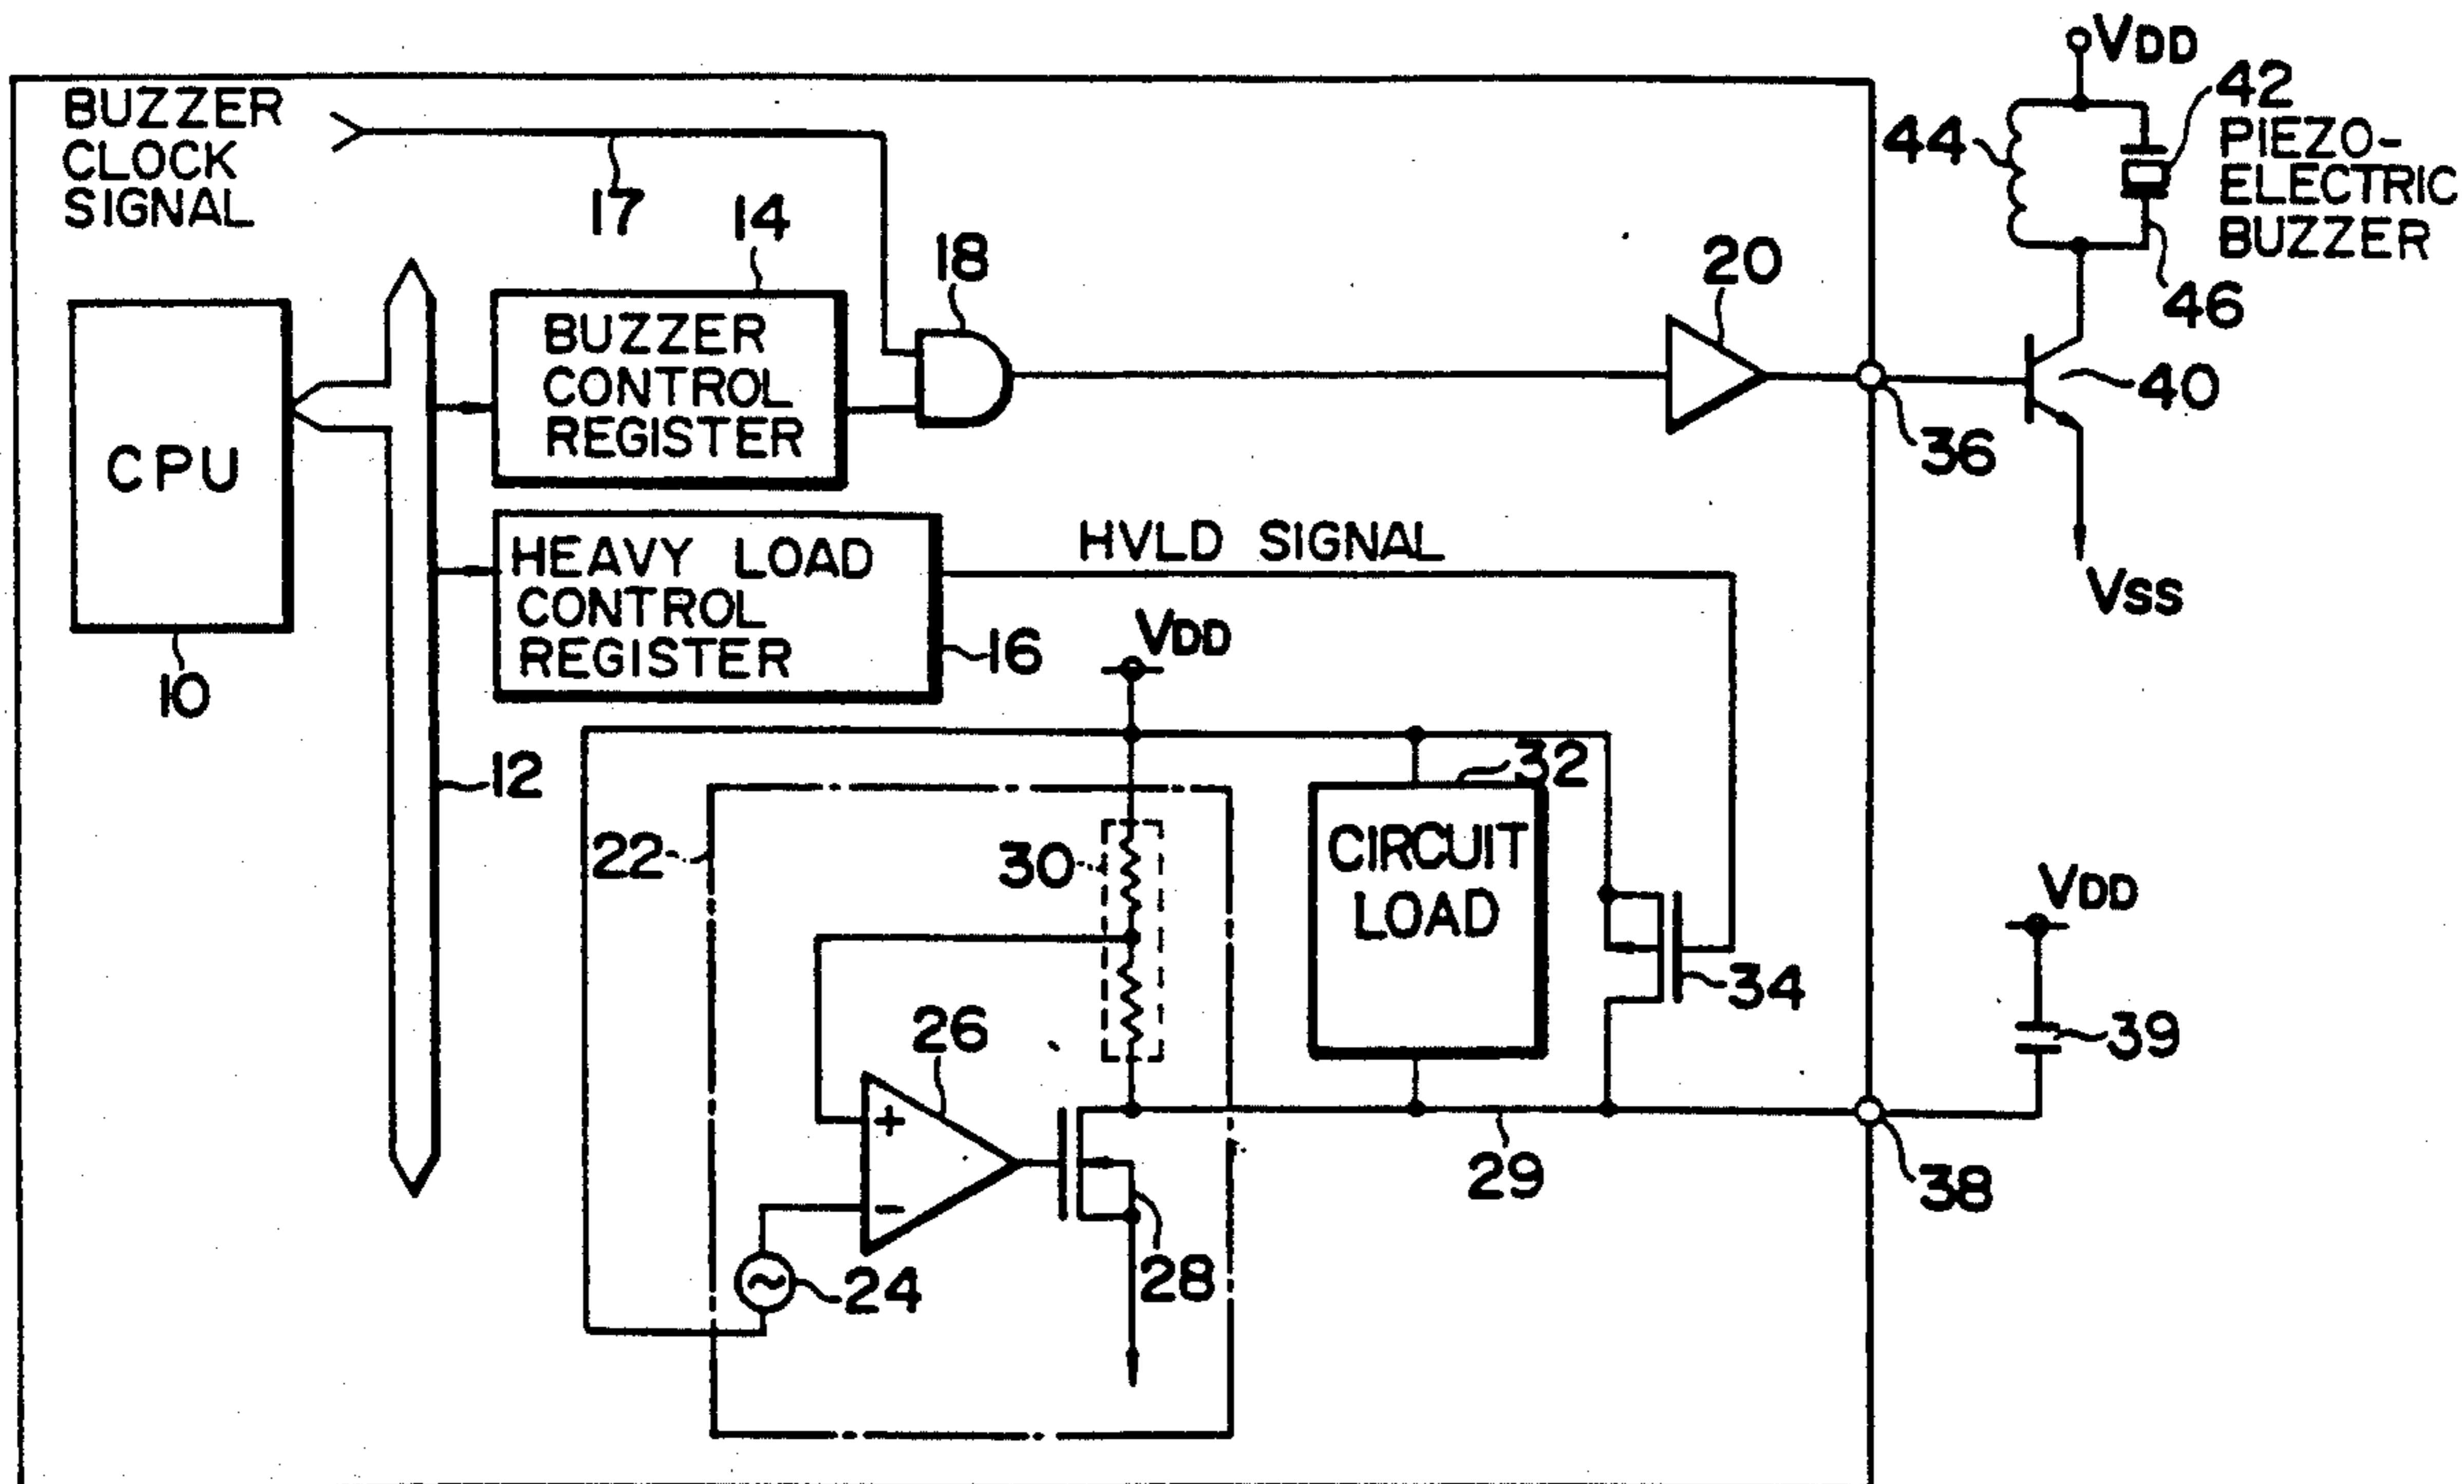 VDD
BUZZER
CLOCK
SIGNAL
17
14
18
20
44
42
PIEZO-
ELECTRIC
BUZZER
46
40
36
VSS
CPU
10
12
BUZZER
CONTROL
REGISTER
HEAVY LOAD
CONTROL
REGISTER
16
HVLD SIGNAL
VDD
22
30
32
CIRCUIT
LOAD
34
VDD
39
26
+
-
24
28
29
38